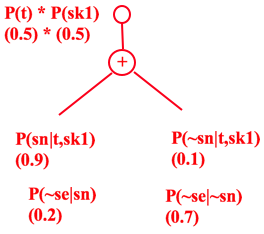 P(t) * P(sk1)
(0.5) * (0.5)
+
P(sn|t,sk1)
(0.9)
P(~se|sn)
(0.2)
P(~sn|t,sk1)
(0.1)
P(~se|~sn)
(0.7)